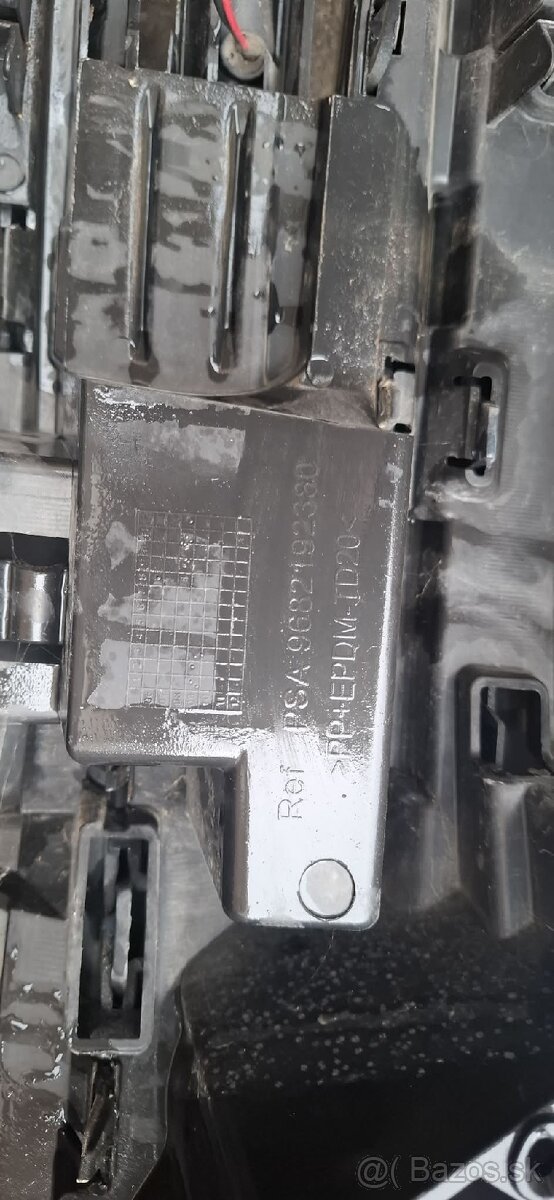 Ref PSA:9682192380
>PP+EPDM-TD20<
@( Bazos.sk